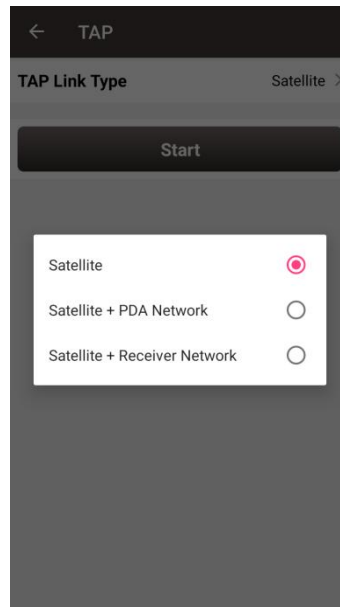 TAP
TAP Link Type Satellite
Start
Satellite
Satellite + PDA Network
Satellite + Receiver Network